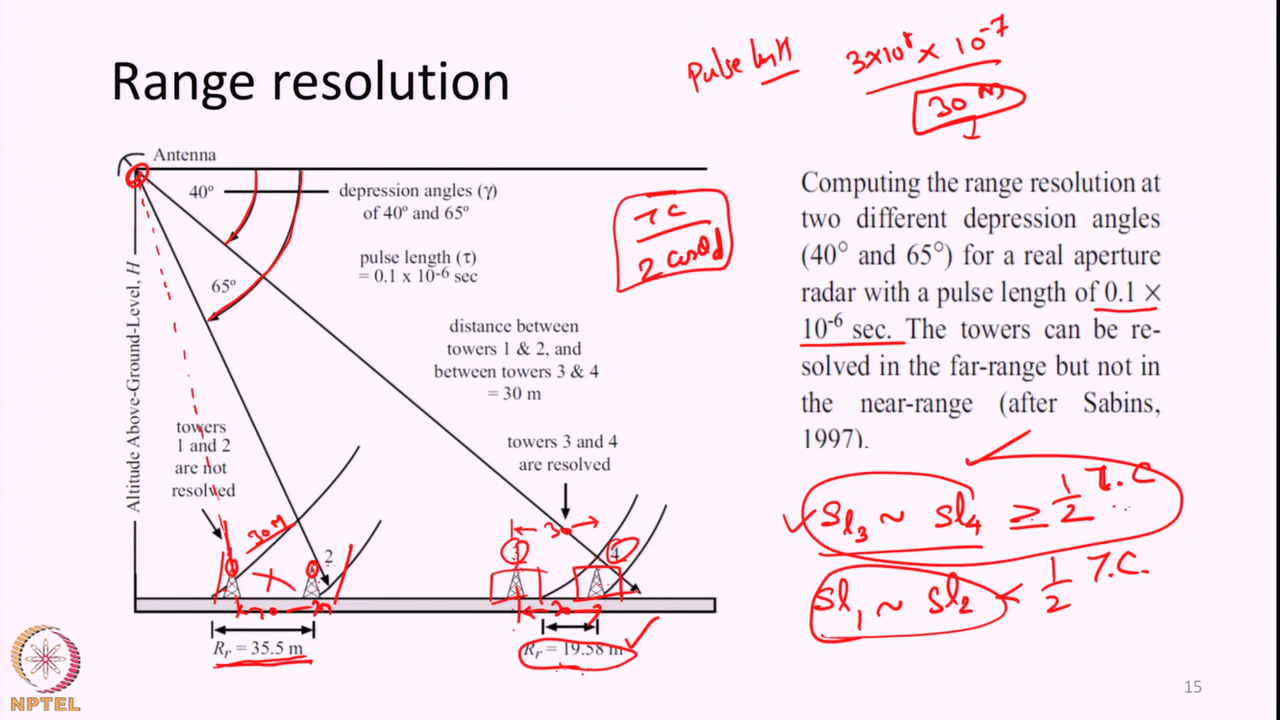 Range resolution
Pulse
3×10⁸ × 10⁻⁷
30 m
Antenna
40°
depression angles (γ)
of 40° and 65°
τ c
2 cosθd
pulse length (τ)
= 0.1 x 10⁻⁶ sec
65°
distance between
towers 1 & 2, and
between towers 3 & 4
= 30 m
Altitude Above-Ground-Level, H
towers
1 and 2
are not
resolved
towers 3 and 4
are resolved
30M
30
2
3
4
30
30
Rr = 35.5 m
Rr = 19.58 m
Computing the range resolution at
two different depression angles
(40° and 65°) for a real aperture
radar with a pulse length of 0.1 ×
10⁻⁶ sec. The towers can be re-
solved in the far-range but not in
the near-range (after Sabins,
1997).
Sl₃ ~ Sl₄ ≥ 1/2 τ.C
Sl₁ ~ Sl₂ < 1/2 τ.C.
NPTEL
15